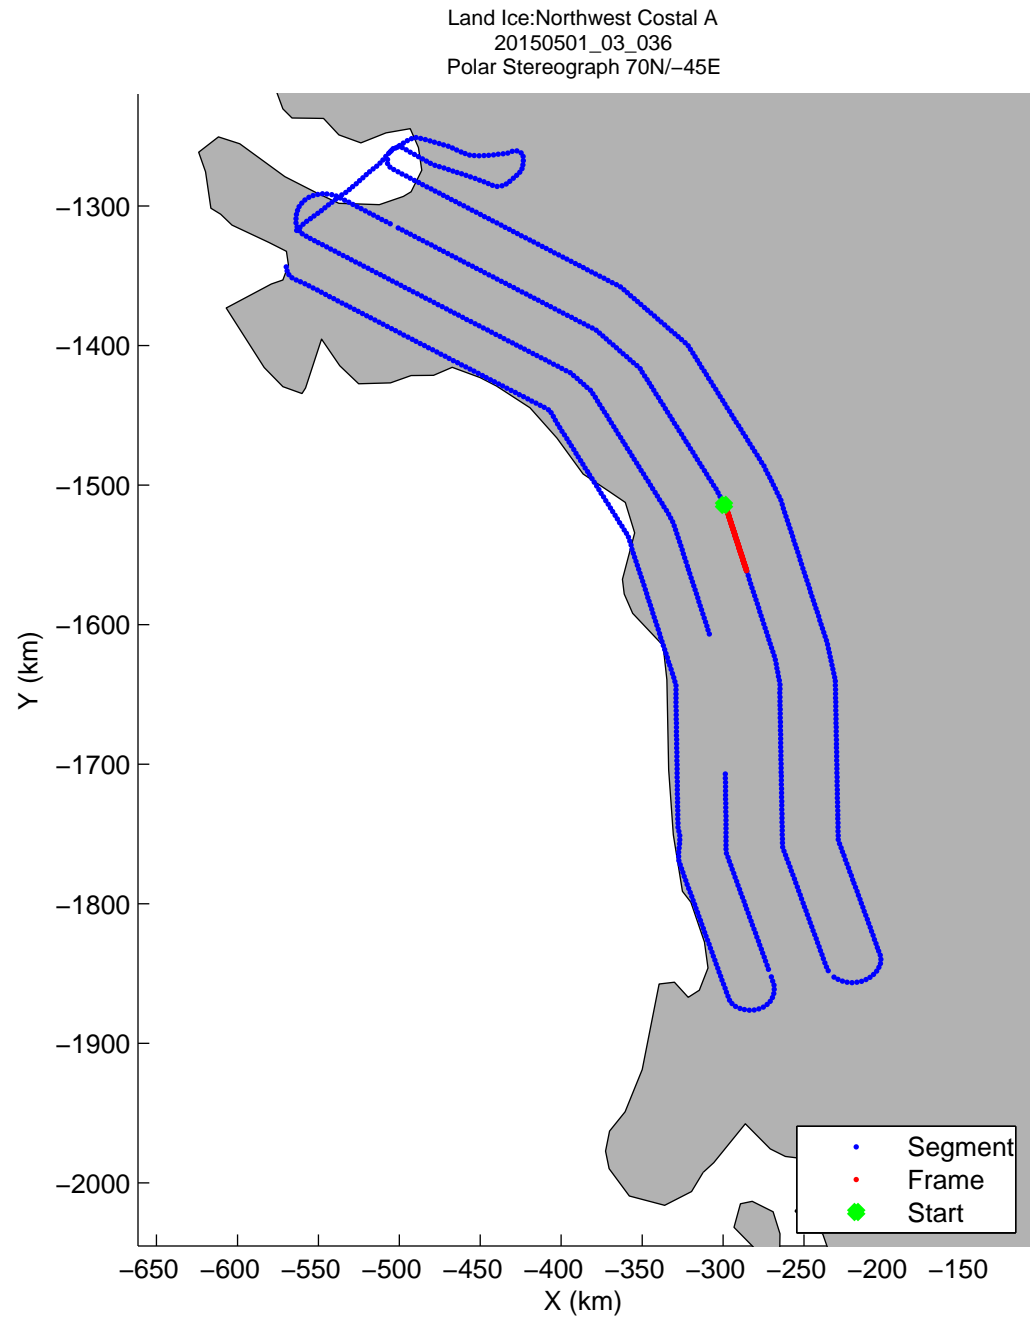 Land Ice:Northwest Costal A
20150501_03_036
Polar Stereograph 70N/−45E
−1300
−1400
−1500
−1600
−1700
−1800
−1900
−2000
Y (km)
Segment
Frame
Start
−650 −600 −550 −500 −450 −400 −350 −300 −250 −200 −150
X (km)